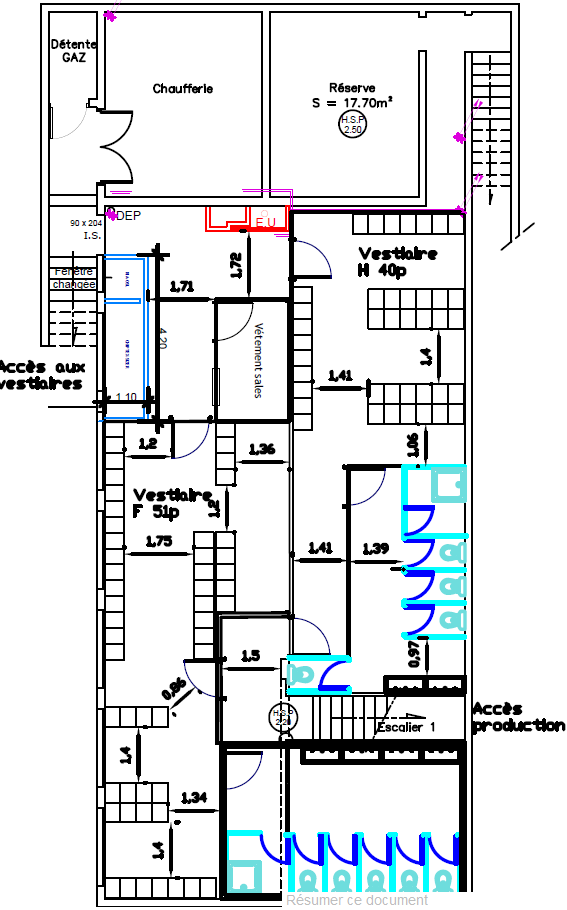 Détente
GAZ
Chaufferie
Réserve
S = 17.70m²
H.S.P
2.50
DEP
90 x 204
I.S.
E.U
Vestiaire
H 40p
1,72
Fenêtre
changée
1,71
4,20
Vêtement sales
1,4
1,41
Accès aux
vestiaires
1,10
1,2
1,36
1,06
Vestiaire
F 51p
1,2
1,75
1,41
1,39
1,5
0,97
0,86
H.S.P
2.20
Accès
production
Escalier 1
1,4
1,34
1,4
Résumer ce document